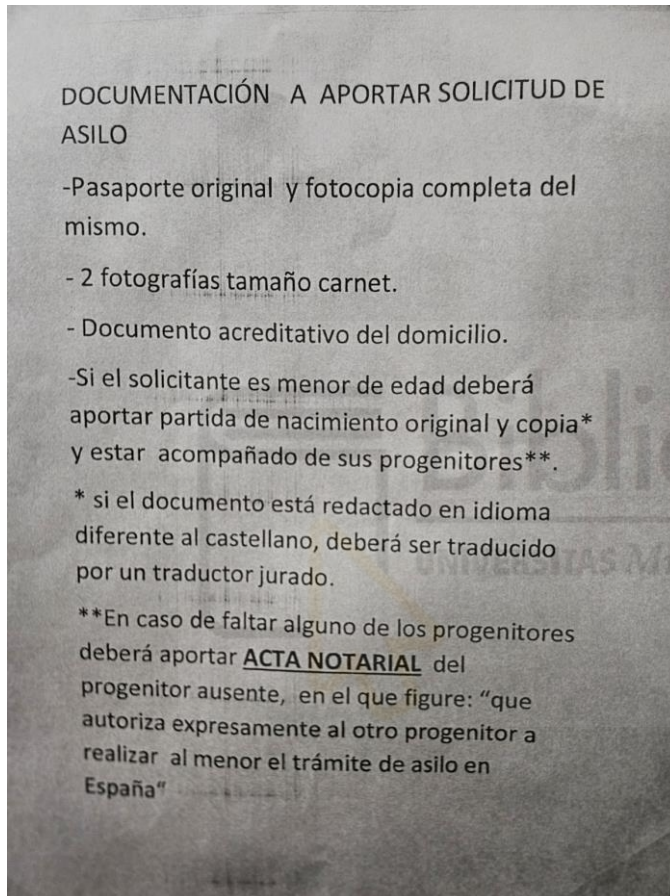 DOCUMENTACIÓN A APORTAR SOLICITUD DE
ASILO
-Pasaporte original y fotocopia completa del
mismo.
- 2 fotografías tamaño carnet.
- Documento acreditativo del domicilio.
-Si el solicitante es menor de edad deberá
aportar partida de nacimiento original y copia*
y estar acompañado de sus progenitores**.
* si el documento está redactado en idioma
diferente al castellano, deberá ser traducido
por un traductor jurado.
**En caso de faltar alguno de los progenitores
deberá aportar ACTA NOTARIAL del
progenitor ausente, en el que figure: “que
autoriza expresamente al otro progenitor a
realizar al menor el trámite de asilo en
España“
Biblio
UNIVERSITAS M